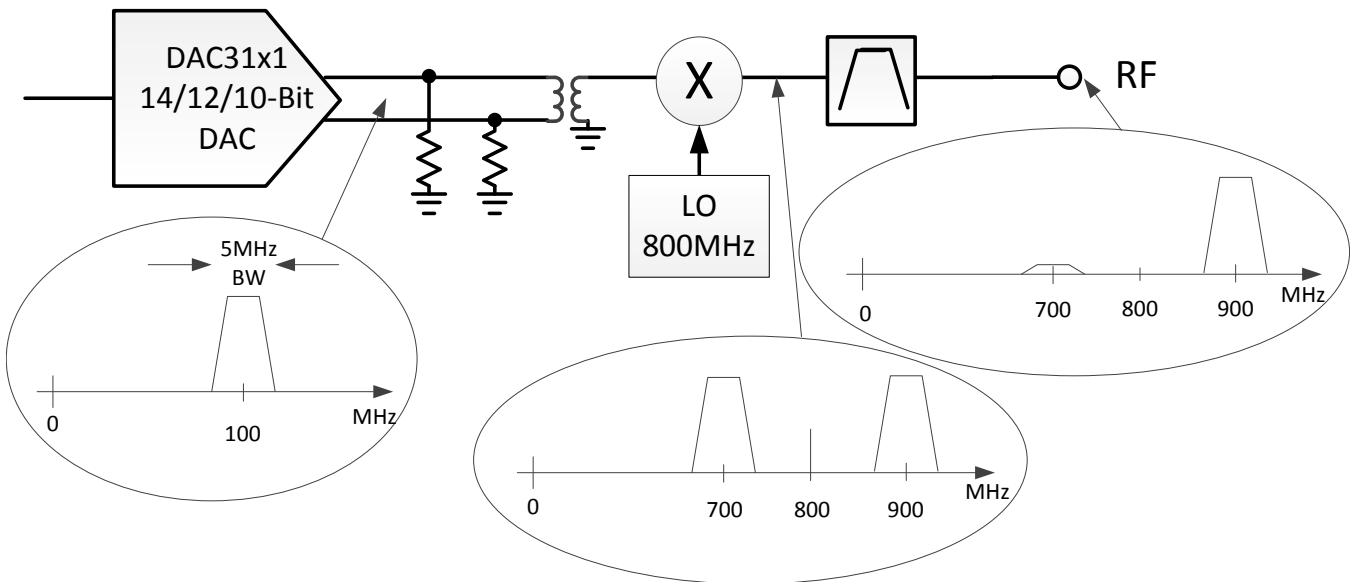 DAC31x1
14/12/10-Bit
DAC
X
RF
LO
800MHz
5MHz
BW
0
100
MHz
0
700
800
900
MHz
0
700
800
900
MHz